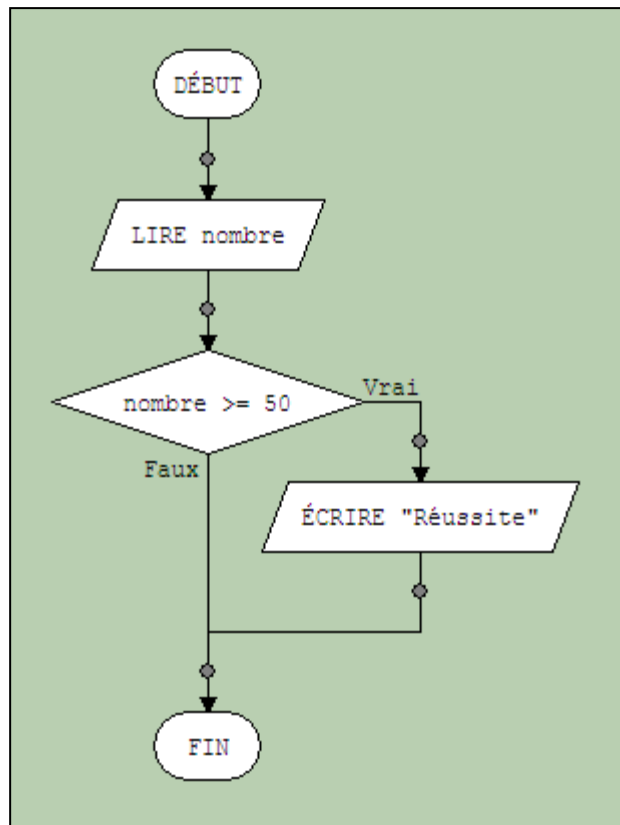 DÉBUT
LIRE nombre
nombre >= 50
Vrai
Faux
ÉCRIRE "Réussite"
FIN